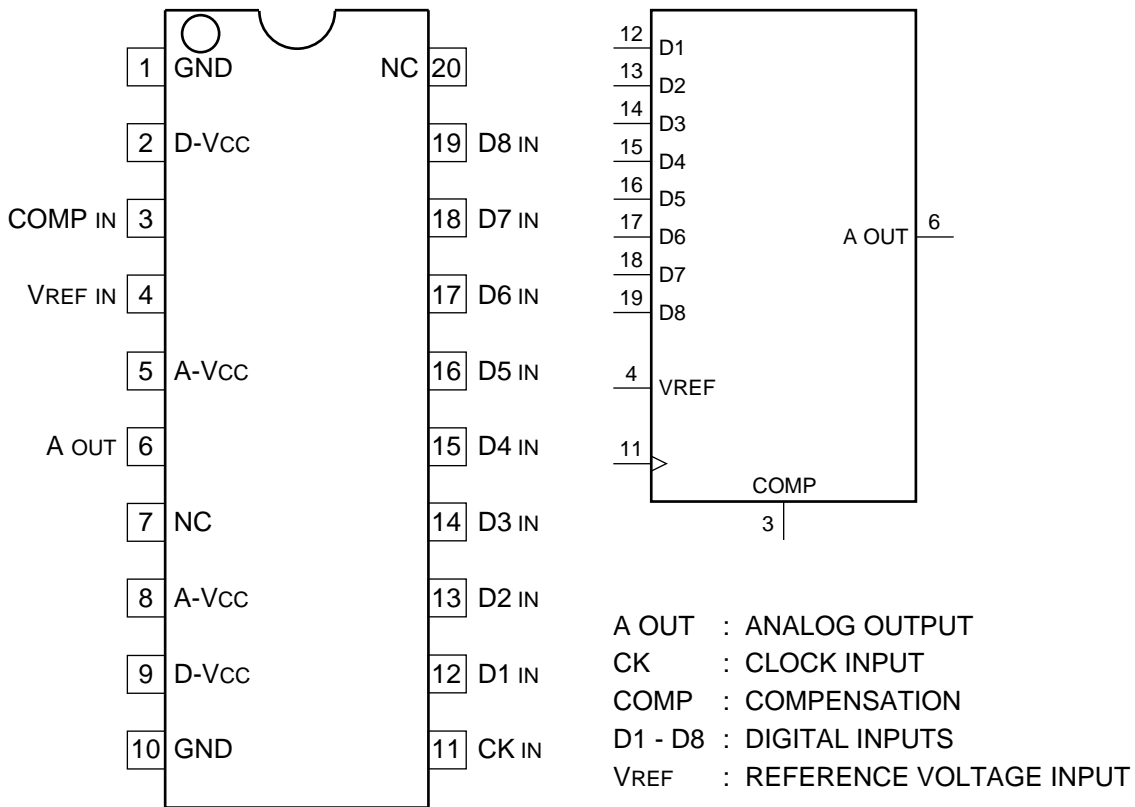 1 GND NC 20
2 D-VCC 19 D8 IN
COMP IN 3 18 D7 IN
VREF IN 4 17 D6 IN
5 A-VCC 16 D5 IN
A OUT 6 15 D4 IN
7 NC 14 D3 IN
8 A-VCC 13 D2 IN
9 D-VCC 12 D1 IN
10 GND 11 CK IN
12 D1
13 D2
14 D3
15 D4
16 D5
17 D6
A OUT 6
18 D7
19 D8
4 VREF
11
COMP
3
A OUT : ANALOG OUTPUT
CK : CLOCK INPUT
COMP : COMPENSATION
D1 - D8 : DIGITAL INPUTS
VREF : REFERENCE VOLTAGE INPUT